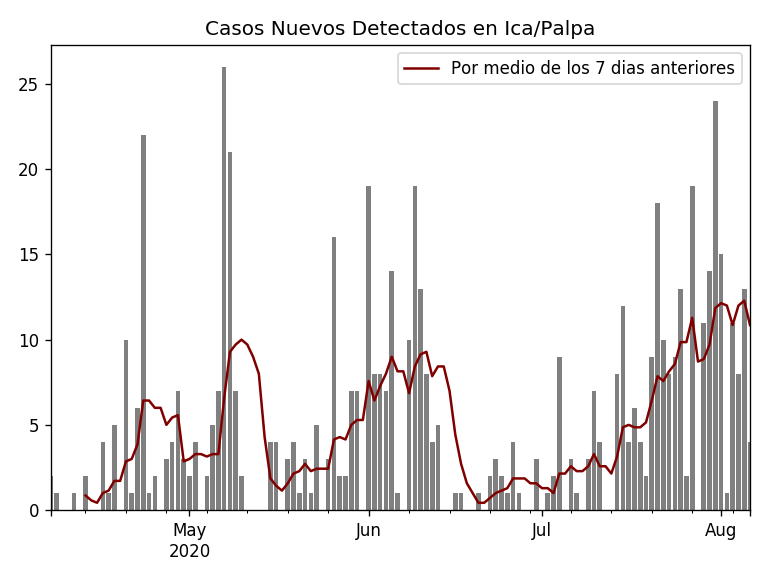 Casos Nuevos Detectados en Ica/Palpa
Por medio de los 7 dias anteriores
25
20
15
10
5
0
May
2020
Jun
Jul
Aug